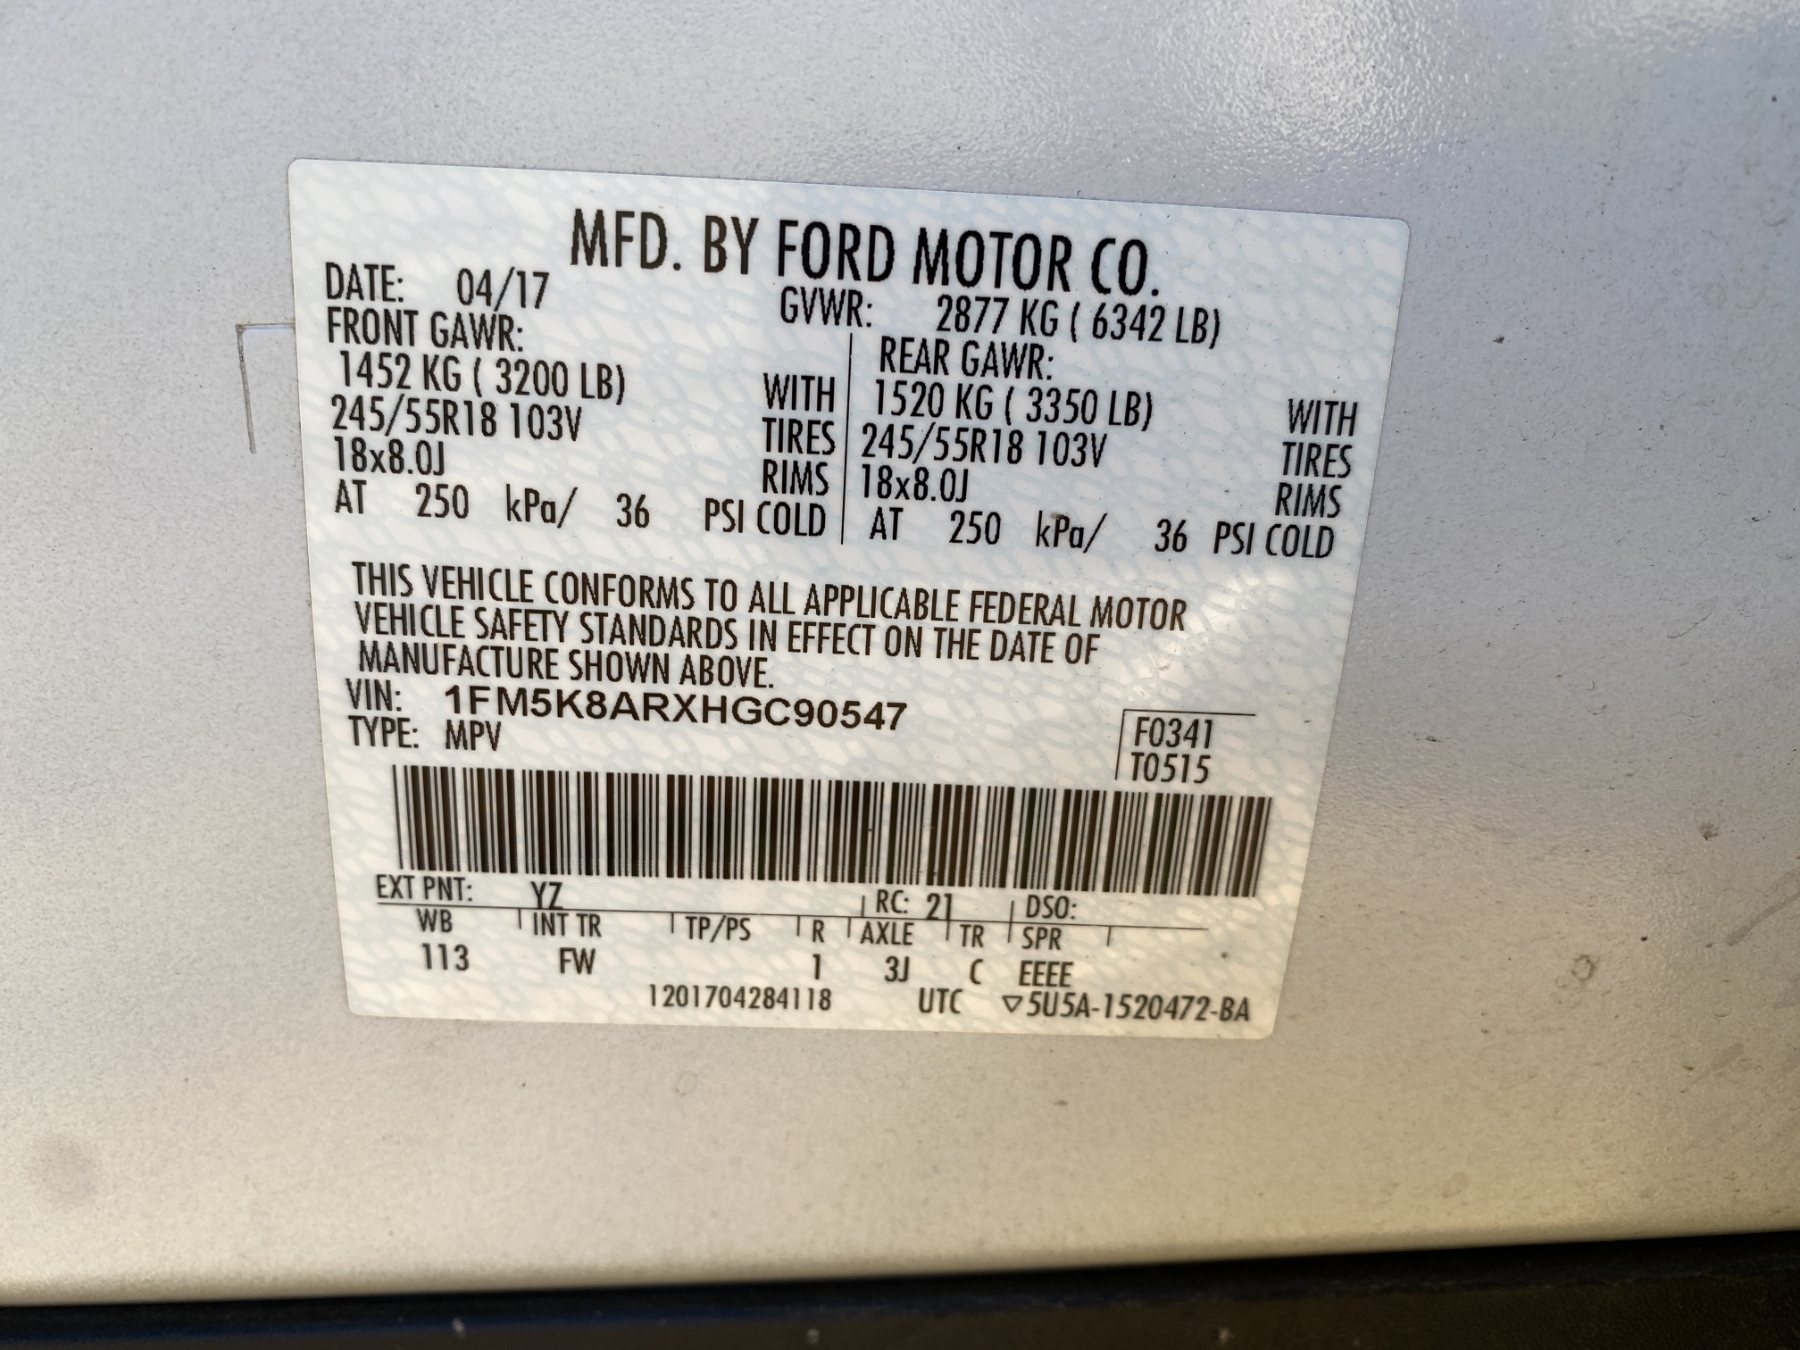 MFD. BY FORD MOTOR CO.
DATE: 04/17 GVWR: 2877 KG ( 6342 LB)
FRONT GAWR: REAR GAWR:
1452 KG ( 3200 LB) WITH 1520 KG ( 3350 LB) WITH
245/55R18 103V TIRES 245/55R18 103V TIRES
18x8.0J RIMS 18x8.0J RIMS
AT 250 kPa/ 36 PSI COLD AT 250 kPa/ 36 PSI COLD
THIS VEHICLE CONFORMS TO ALL APPLICABLE FEDERAL MOTOR
VEHICLE SAFETY STANDARDS IN EFFECT ON THE DATE OF
MANUFACTURE SHOWN ABOVE.
VIN: 1FM5K8ARXHGC90547
TYPE: MPV
F0341
T0515
EXT PNT: YZ RC: 21 DSO:
WB INT TR TP/PS R AXLE TR SPR
113 FW 1 3J C EEEE
1201704284118 UTC ▽5U5A-1520472-BA